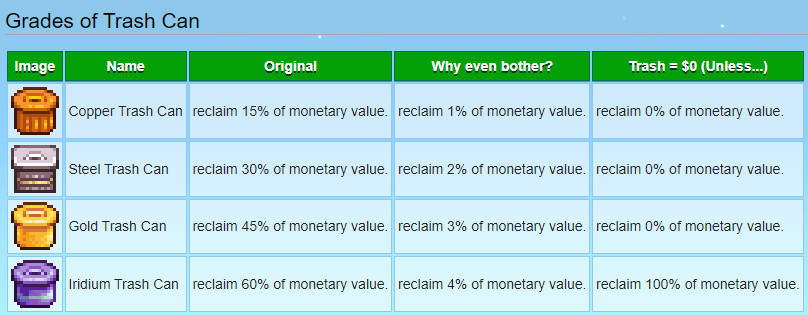 Grades of Trash Can
Image Name Original Why even bother? Trash = $0 (Unless...)
Copper Trash Can reclaim 15% of monetary value. reclaim 1% of monetary value. reclaim 0% of monetary value.
Steel Trash Can reclaim 30% of monetary value. reclaim 2% of monetary value. reclaim 0% of monetary value.
Gold Trash Can reclaim 45% of monetary value. reclaim 3% of monetary value. reclaim 0% of monetary value.
Iridium Trash Can reclaim 60% of monetary value. reclaim 4% of monetary value. reclaim 100% of monetary value.